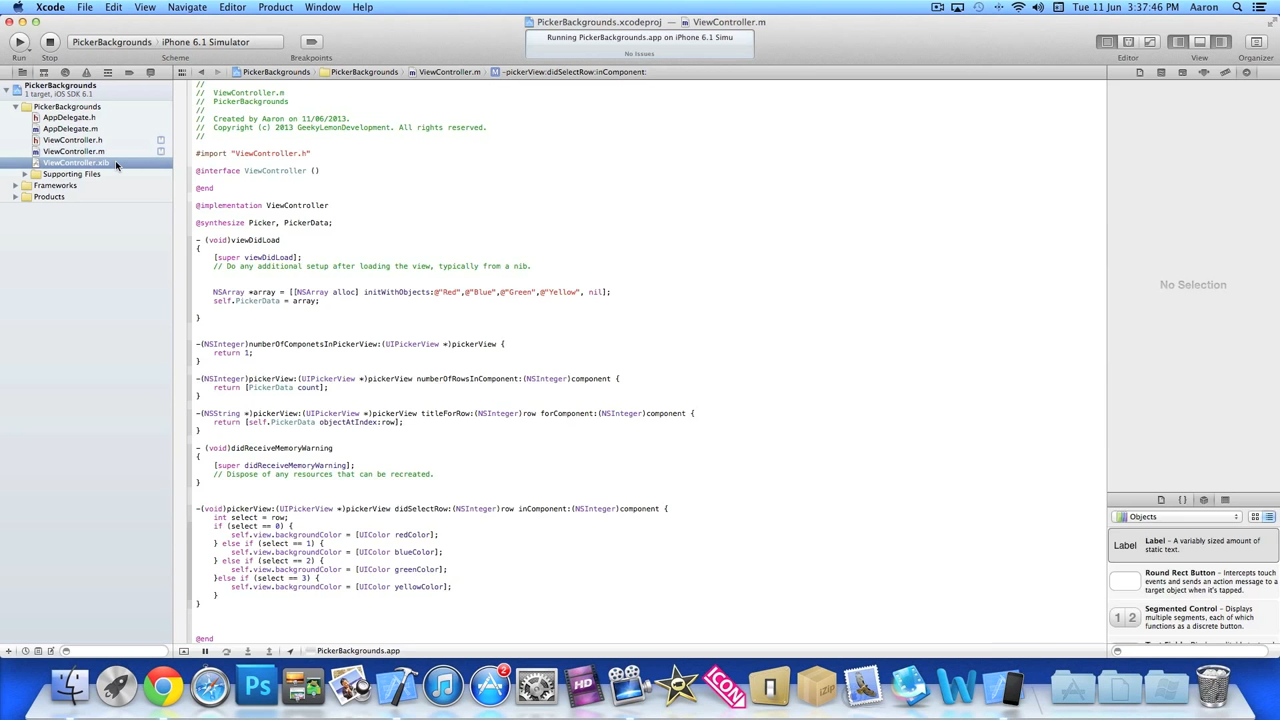 Xcode File Edit View Navigate Editor Product Window Help
Tue 11 Jun 3:37:46 PM Aaron
PickerBackgrounds.xcodeproj › ViewController.m
PickerBackgrounds › iPhone 6.1 Simulator
Running PickerBackgrounds.app on iPhone 6.1 Simu
No Issues
Run Stop Scheme Breakpoints Editor View Organizer
PickerBackgrounds › PickerBackgrounds › ViewController.m › M -pickerView:didSelectRow:inComponent:
PickerBackgrounds
1 target, iOS SDK 6.1
PickerBackgrounds
h AppDelegate.h
m AppDelegate.m
h ViewController.h
m ViewController.m
ViewController.xib
Supporting Files
Frameworks
Products
//
// ViewController.m
// PickerBackgrounds
//
// Created by Aaron on 11/06/2013.
// Copyright (c) 2013 GeekyLemonDevelopment. All rights reserved.
//
#import "ViewController.h"
@interface ViewController ()
@end
@implementation ViewController
@synthesize Picker, PickerData;
- (void)viewDidLoad
{
[super viewDidLoad];
// Do any additional setup after loading the view, typically from a nib.
NSArray *array = [[NSArray alloc] initWithObjects:@"Red",@"Blue",@"Green",@"Yellow", nil];
self.PickerData = array;
}
-(NSInteger)numberOfComponetsInPickerView:(UIPickerView *)pickerView {
return 1;
}
-(NSInteger)pickerView:(UIPickerView *)pickerView numberOfRowsInComponent:(NSInteger)component {
return [PickerData count];
}
-(NSString *)pickerView:(UIPickerView *)pickerView titleForRow:(NSInteger)row forComponent:(NSInteger)component {
return [self.PickerData objectAtIndex:row];
}
- (void)didReceiveMemoryWarning
{
[super didReceiveMemoryWarning];
// Dispose of any resources that can be recreated.
}
-(void)pickerView:(UIPickerView *)pickerView didSelectRow:(NSInteger)row inComponent:(NSInteger)component {
int select = row;
if (select == 0) {
self.view.backgroundColor = [UIColor redColor];
} else if (select == 1) {
self.view.backgroundColor = [UIColor blueColor];
} else if (select == 2) {
self.view.backgroundColor = [UIColor greenColor];
}else if (select == 3) {
self.view.backgroundColor = [UIColor yellowColor];
}
}
@end
No Selection
{ }
Objects
Label
Label - A variably sized amount of
static text.
Round Rect Button - Intercepts touch
events and sends an action message to a
target object when it's tapped.
1 2
Segmented Control - Displays
multiple segments, each of which
functions as a discrete button.
PickerBackgrounds.app
Ps
2
HD
ICON
iZip
W